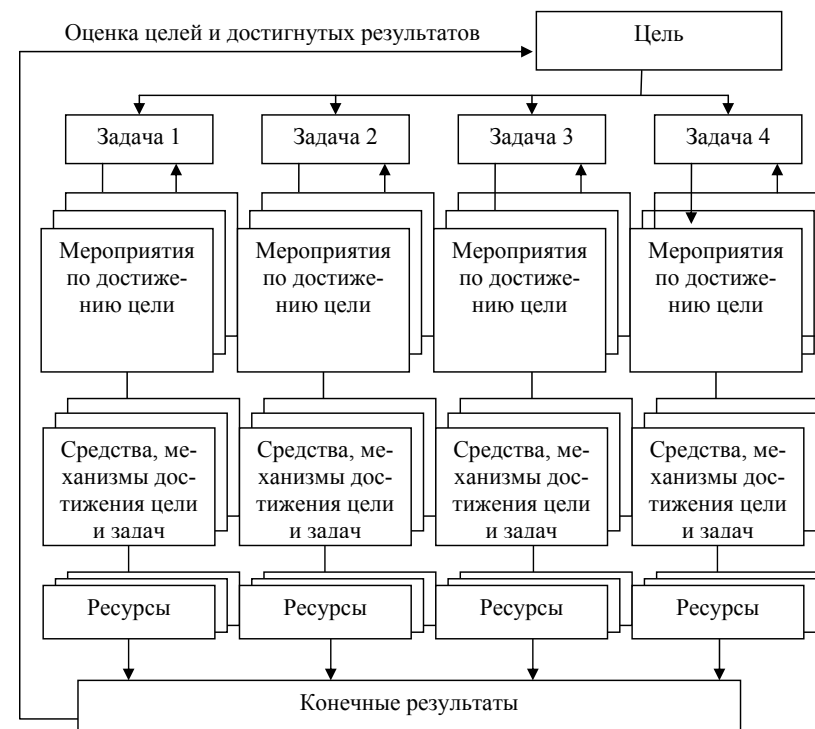 Оценка целей и достигнутых результатов
Цель
Задача 1
Задача 2
Задача 3
Задача 4
Мероприятия
по достиже-
нию цели
Мероприятия
по достиже-
нию цели
Мероприятия
по достиже-
нию цели
Мероприятия
по достиже-
нию цели
Средства, ме-
ханизмы дос-
тижения цели
и задач
Средства, ме-
ханизмы дос-
тижения цели
и задач
Средства, ме-
ханизмы дос-
тижения цели
и задач
Средства, ме-
ханизмы дос-
тижения цели
и задач
Ресурсы
Ресурсы
Ресурсы
Ресурсы
Конечные результаты